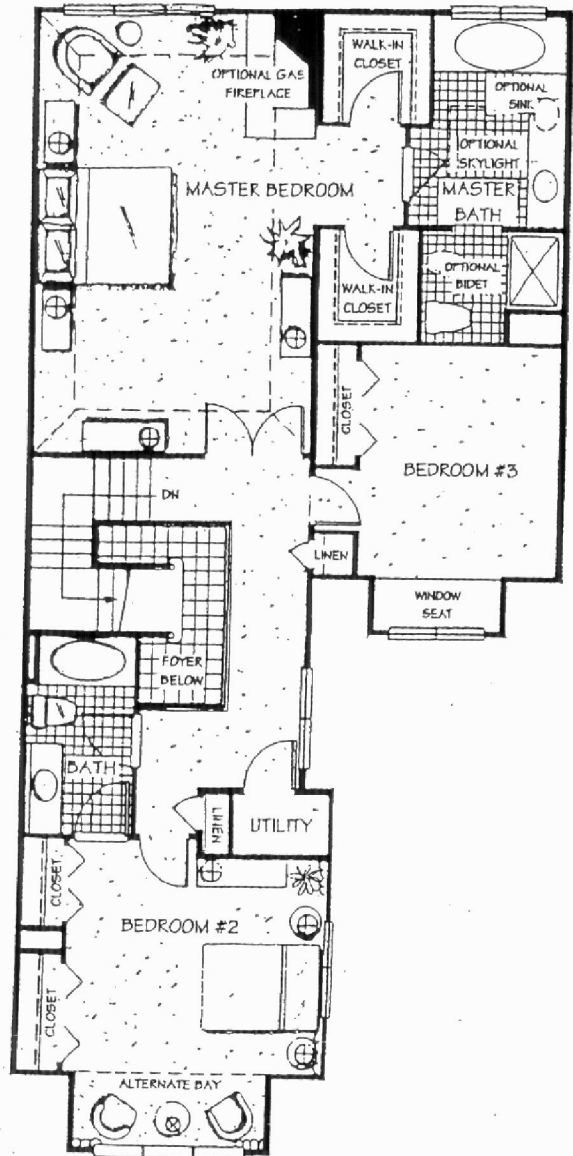 WALK-IN
CLOSET
OPTIONAL GAS
FIREPLACE
OPTIONAL
SINK
OPTIONAL
SKYLIGHT
MASTER BEDROOM
MASTER
BATH
OPTIONAL
BIDET
WALK-IN
CLOSET
CLOSET
BEDROOM #3
DN
LINEN
WINDOW
SEAT
FOYER
BELOW
BATH
LINEN
UTILITY
CLOSET
BEDROOM #2
CLOSET
ALTERNATE BAY